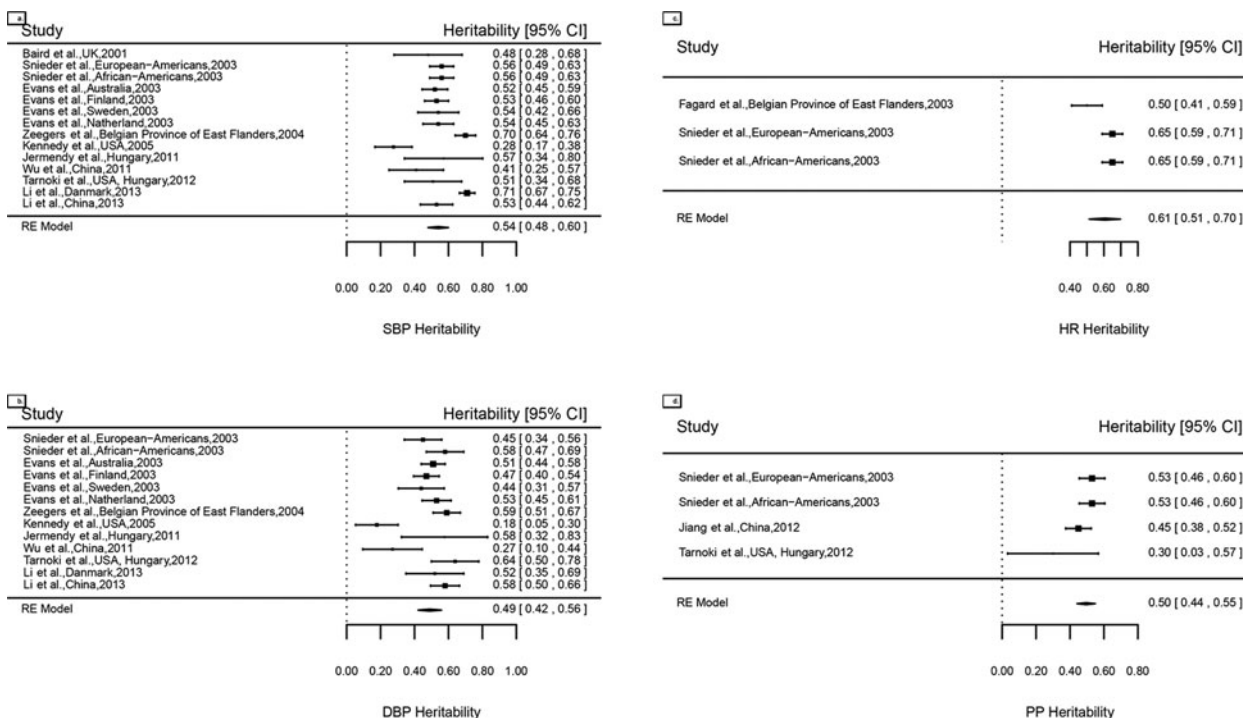 a.
Study Heritability [95% CI]
Baird et al.,UK,2001 0.48 [ 0.28 , 0.68 ]
Snieder et al.,European−Americans,2003 0.56 [ 0.49 , 0.63 ]
Snieder et al.,African−Americans,2003 0.56 [ 0.49 , 0.63 ]
Evans et al.,Australia,2003 0.52 [ 0.45 , 0.59 ]
Evans et al.,Finland,2003 0.53 [ 0.46 , 0.60 ]
Evans et al.,Sweden,2003 0.54 [ 0.42 , 0.66 ]
Evans et al.,Natherland,2003 0.54 [ 0.45 , 0.63 ]
Zeegers et al.,Belgian Province of East Flanders,2004 0.70 [ 0.64 , 0.76 ]
Kennedy et al.,USA,2005 0.28 [ 0.17 , 0.38 ]
Jermendy et al.,Hungary,2011 0.57 [ 0.34 , 0.80 ]
Wu et al.,China,2011 0.41 [ 0.25 , 0.57 ]
Tarnoki et al.,USA, Hungary,2012 0.51 [ 0.34 , 0.68 ]
Li et al.,Danmark,2013 0.71 [ 0.67 , 0.75 ]
Li et al.,China,2013 0.53 [ 0.44 , 0.62 ]
RE Model 0.54 [ 0.48 , 0.60 ]
0.00 0.20 0.40 0.60 0.80 1.00
SBP Heritability
c.
Study Heritability [95% CI]
Fagard et al.,Belgian Province of East Flanders,2003 0.50 [ 0.41 , 0.59 ]
Snieder et al.,European−Americans,2003 0.65 [ 0.59 , 0.71 ]
Snieder et al.,African−Americans,2003 0.65 [ 0.59 , 0.71 ]
RE Model 0.61 [ 0.51 , 0.70 ]
0.40 0.60 0.80
HR Heritability
b.
Study Heritability [95% CI]
Snieder et al.,European−Americans,2003 0.45 [ 0.34 , 0.56 ]
Snieder et al.,African−Americans,2003 0.58 [ 0.47 , 0.69 ]
Evans et al.,Australia,2003 0.51 [ 0.44 , 0.58 ]
Evans et al.,Finland,2003 0.47 [ 0.40 , 0.54 ]
Evans et al.,Sweden,2003 0.44 [ 0.31 , 0.57 ]
Evans et al.,Natherland,2003 0.53 [ 0.45 , 0.61 ]
Zeegers et al.,Belgian Province of East Flanders,2004 0.59 [ 0.51 , 0.67 ]
Kennedy et al.,USA,2005 0.18 [ 0.05 , 0.30 ]
Jermendy et al.,Hungary,2011 0.58 [ 0.32 , 0.83 ]
Wu et al.,China,2011 0.27 [ 0.10 , 0.44 ]
Tarnoki et al.,USA, Hungary,2012 0.64 [ 0.50 , 0.78 ]
Li et al.,Danmark,2013 0.52 [ 0.35 , 0.69 ]
Li et al.,China,2013 0.58 [ 0.50 , 0.66 ]
RE Model 0.49 [ 0.42 , 0.56 ]
0.00 0.20 0.40 0.60 0.80 1.00
DBP Heritability
d.
Study Heritability [95% CI]
Snieder et al.,European−Americans,2003 0.53 [ 0.46 , 0.60 ]
Snieder et al.,African−Americans,2003 0.53 [ 0.46 , 0.60 ]
Jiang et al.,China,2012 0.45 [ 0.38 , 0.52 ]
Tarnoki et al.,USA, Hungary,2012 0.30 [ 0.03 , 0.57 ]
RE Model 0.50 [ 0.44 , 0.55 ]
0.00 0.20 0.40 0.60 0.80
PP Heritability